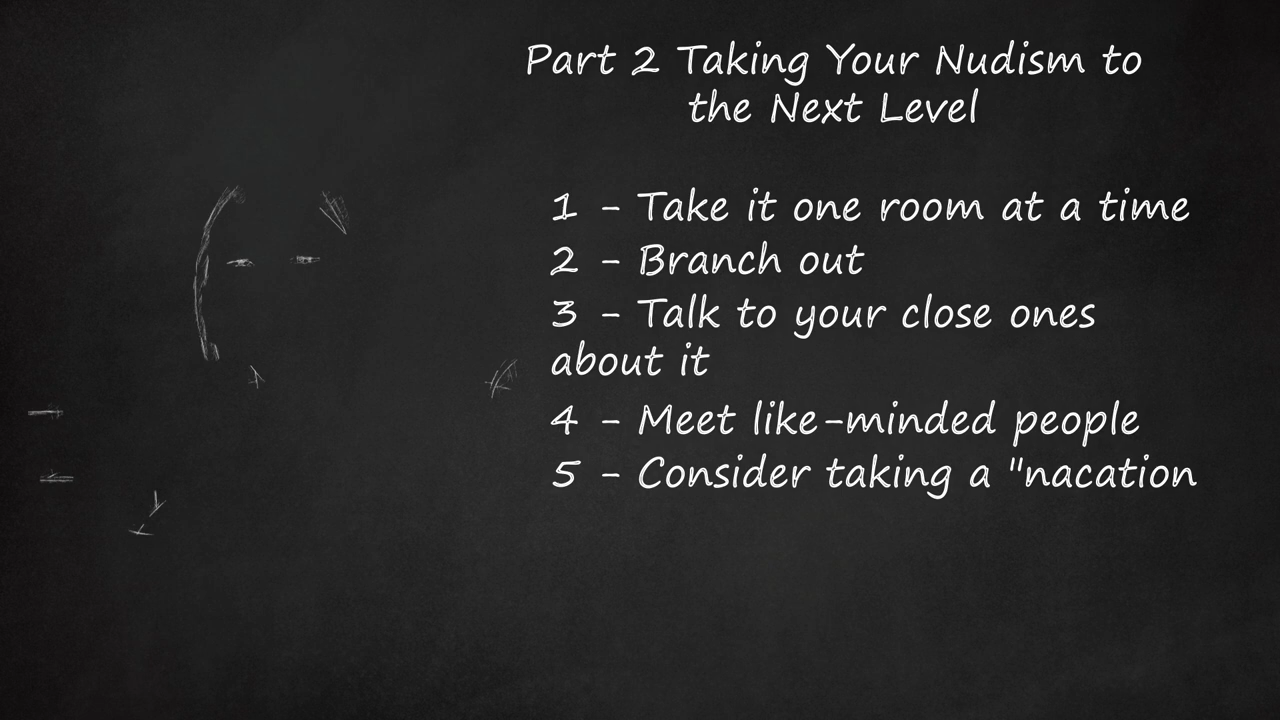 Part 2 Taking Your Nudism to
the Next Level
1 - Take it one room at a time
2 - Branch out
3 - Talk to your close ones
about it
4 - Meet like-minded people
5 - Consider taking a "nacation